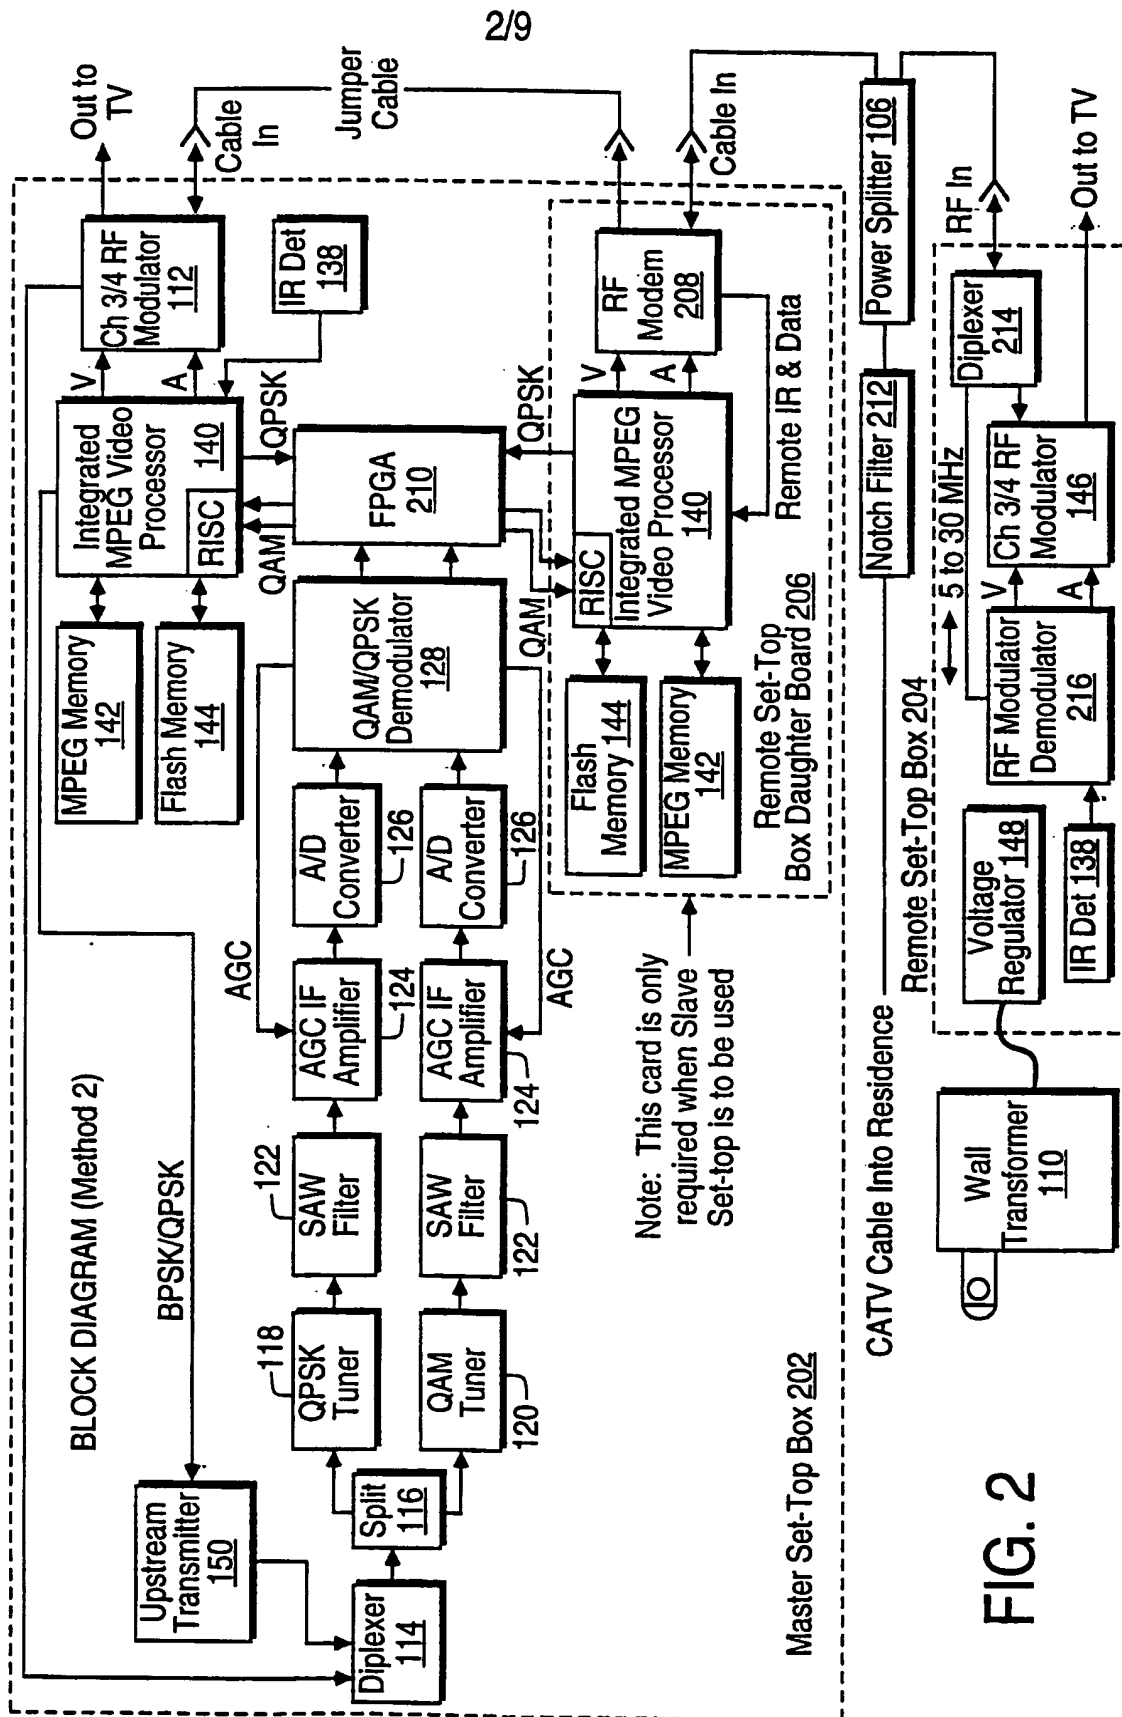 2/9
BLOCK DIAGRAM (Method 2)
Out to
TV
Cable
In
Jumper
Cable
Ch 3/4 RF
Modulator
112
IR Det
138
V
A
Integrated
MPEG Video
Processor
140
RISC
MPEG Memory
142
Flash Memory
144
QPSK
QAM
BPSK/QPSK
Upstream
Transmitter
150
Diplexer
114
Split
116
118
QPSK
Tuner
QAM
Tuner
120
122
SAW
Filter
SAW
Filter
122
AGC
AGC IF
Amplifier
124
AGC IF
Amplifier
124
AGC
A/D
Converter
126
A/D
Converter
126
QAM/QPSK
Demodulator
128
FPGA
210
QAM
QPSK
RISC
Integrated MPEG
Video Processor
140
V
A
RF
Modem
208
Cable In
Remote IR & Data
Flash
Memory 144
MPEG Memory
142
Remote Set-Top
Box Daughter Board 206
Note: This card is only
required when Slave
Set-top is to be used
Master Set-Top Box 202
CATV Cable Into Residence
Notch Filter 212
Power Splitter 106
RF In
Remote Set-Top Box 204
5 to 30 MHz
Diplexer
214
Out to TV
Ch 3/4 RF
Modulator
146
V
A
RF Modulator
Demodulator
216
Voltage
Regulator 148
IR Det 138
Wall
Transformer
110
FIG. 2